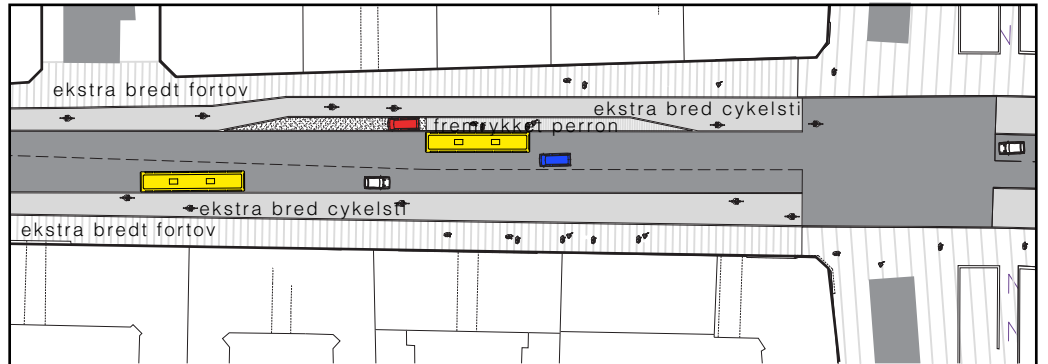 ekstra bredt fortov
ekstra bred cykelsti
fremrykket perron
ekstra bred cykelsti
ekstra bredt fortov